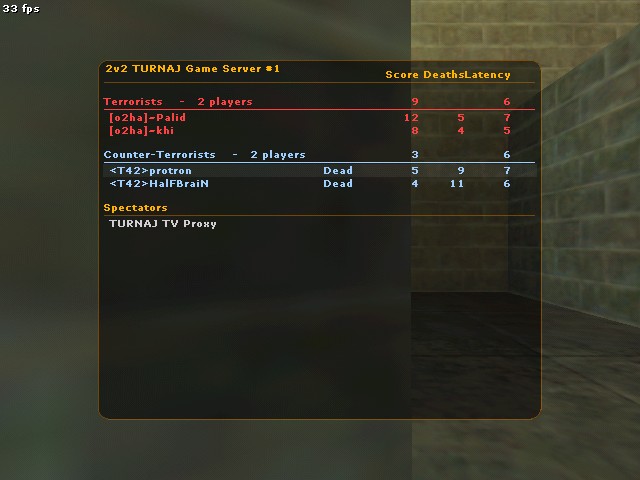 33 fps
2v2 TURNAJ Game Server #1
Score Deaths Latency
Terrorists - 2 players 9 6
[o2ha]-Palid 12 5 7
[o2ha]-khi 8 4 5
Counter-Terrorists - 2 players 3 6
<T42>protron Dead 5 9 7
<T42>HalFBraiN Dead 4 11 6
Spectators
TURNAJ TV Proxy